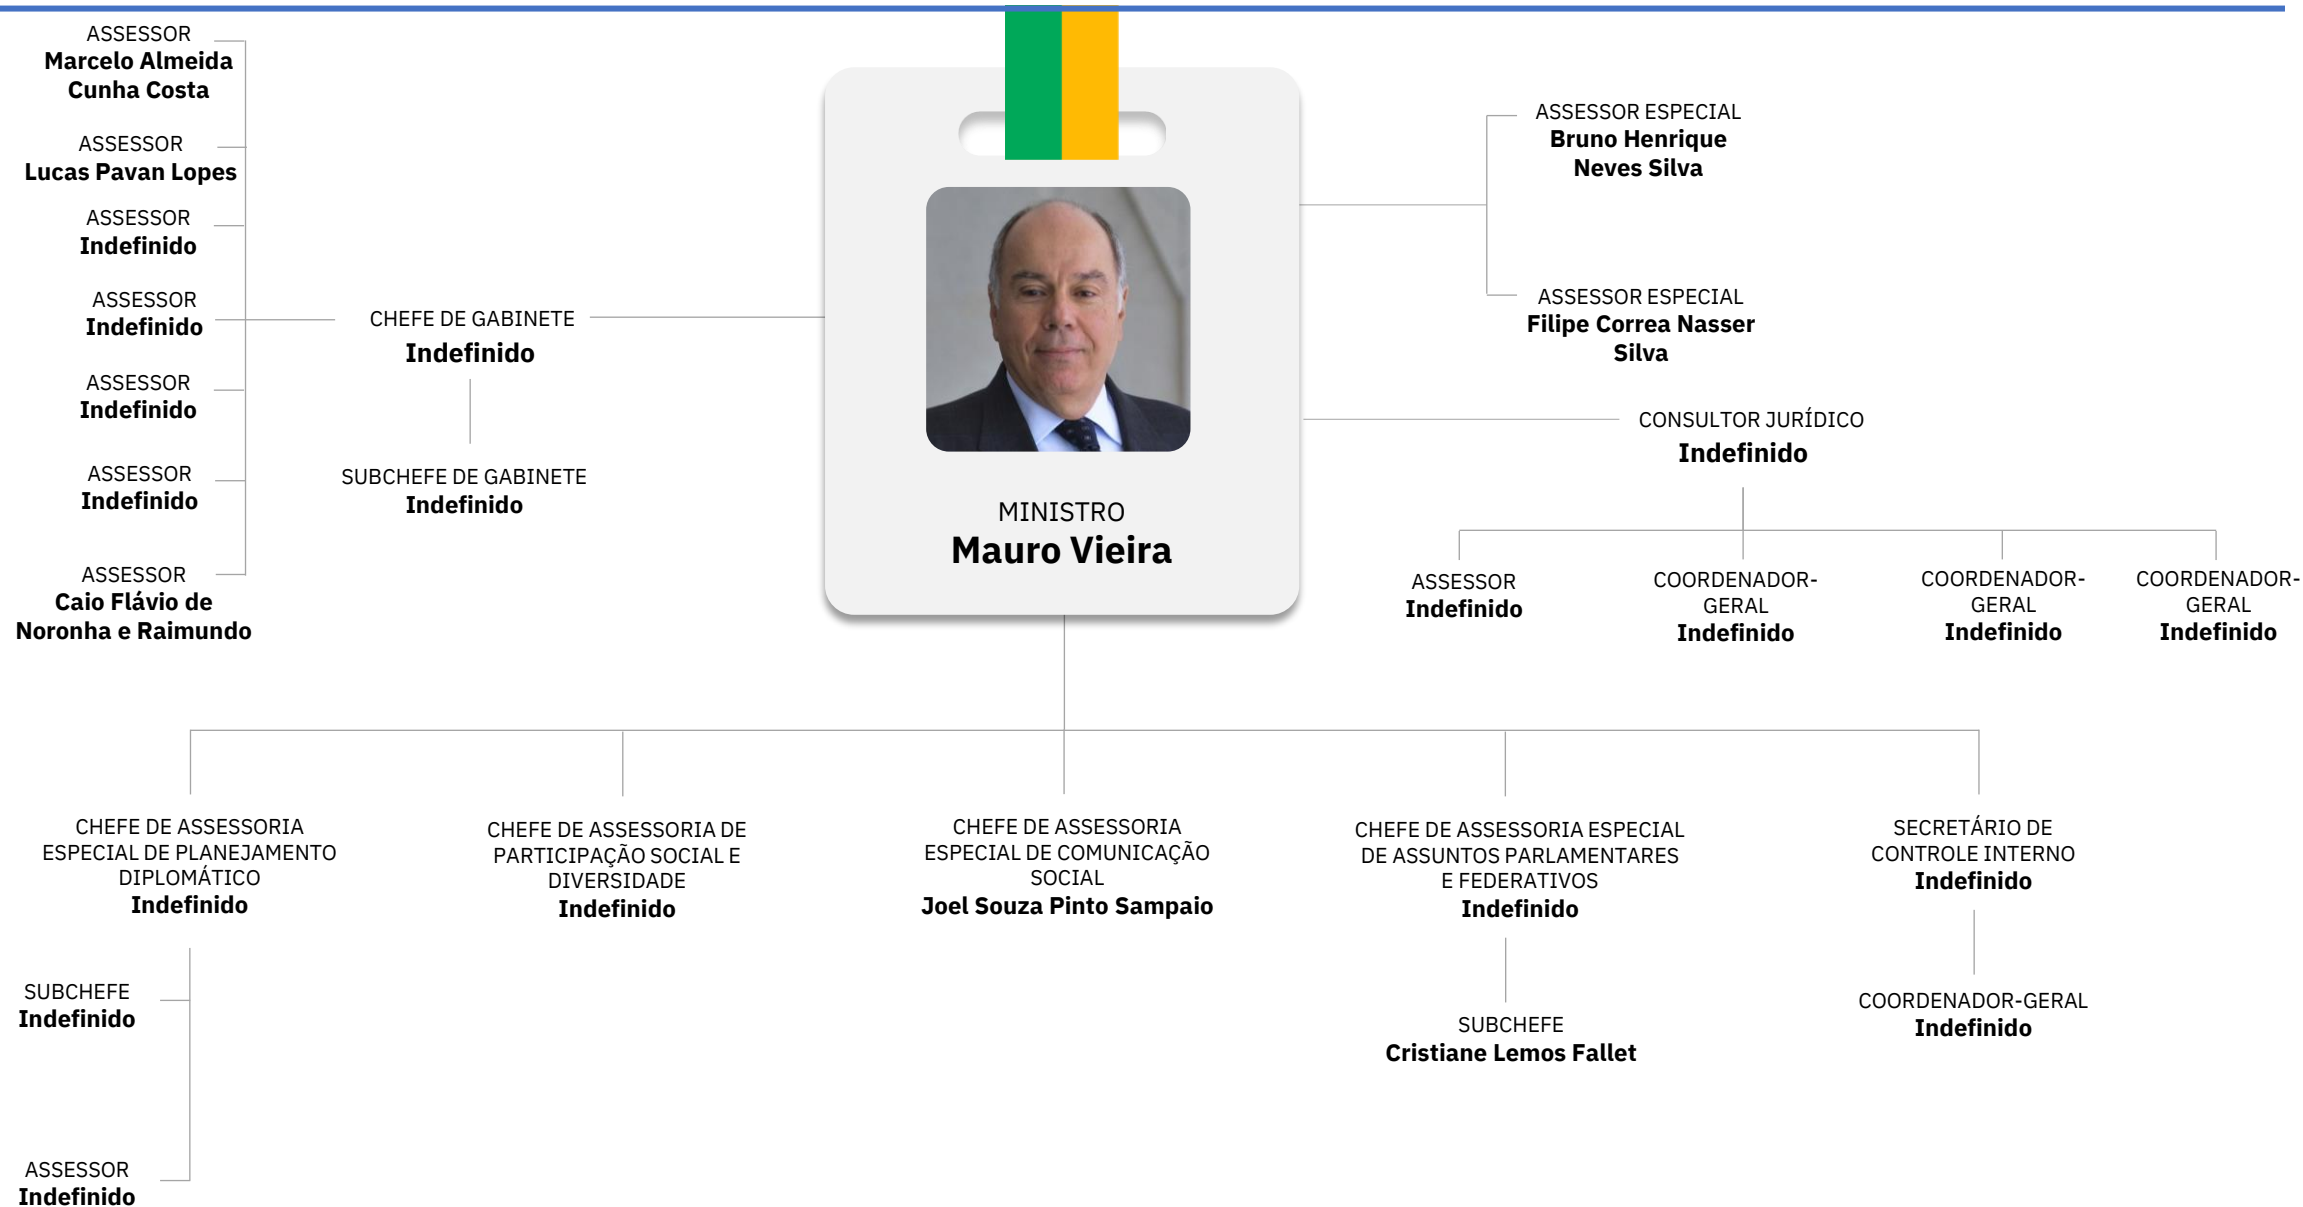 ASSESSOR
Marcelo Almeida
Cunha Costa
ASSESSOR
Lucas Pavan Lopes
ASSESSOR
Indefinido
ASSESSOR
Indefinido
ASSESSOR
Indefinido
ASSESSOR
Indefinido
ASSESSOR
Caio Flávio de
Noronha e Raimundo
CHEFE DE GABINETE
Indefinido
SUBCHEFE DE GABINETE
Indefinido
MINISTRO
Mauro Vieira
ASSESSOR ESPECIAL
Bruno Henrique
Neves Silva
ASSESSOR ESPECIAL
Filipe Correa Nasser
Silva
CONSULTOR JURÍDICO
Indefinido
ASSESSOR
Indefinido
COORDENADOR-
GERAL
Indefinido
COORDENADOR-
GERAL
Indefinido
COORDENADOR-
GERAL
Indefinido
CHEFE DE ASSESSORIA
ESPECIAL DE PLANEJAMENTO
DIPLOMÁTICO
Indefinido
SUBCHEFE
Indefinido
ASSESSOR
Indefinido
CHEFE DE ASSESSORIA DE
PARTICIPAÇÃO SOCIAL E
DIVERSIDADE
Indefinido
CHEFE DE ASSESSORIA
ESPECIAL DE COMUNICAÇÃO
SOCIAL
Joel Souza Pinto Sampaio
CHEFE DE ASSESSORIA ESPECIAL
DE ASSUNTOS PARLAMENTARES
E FEDERATIVOS
Indefinido
SUBCHEFE
Cristiane Lemos Fallet
SECRETÁRIO DE
CONTROLE INTERNO
Indefinido
COORDENADOR-GERAL
Indefinido